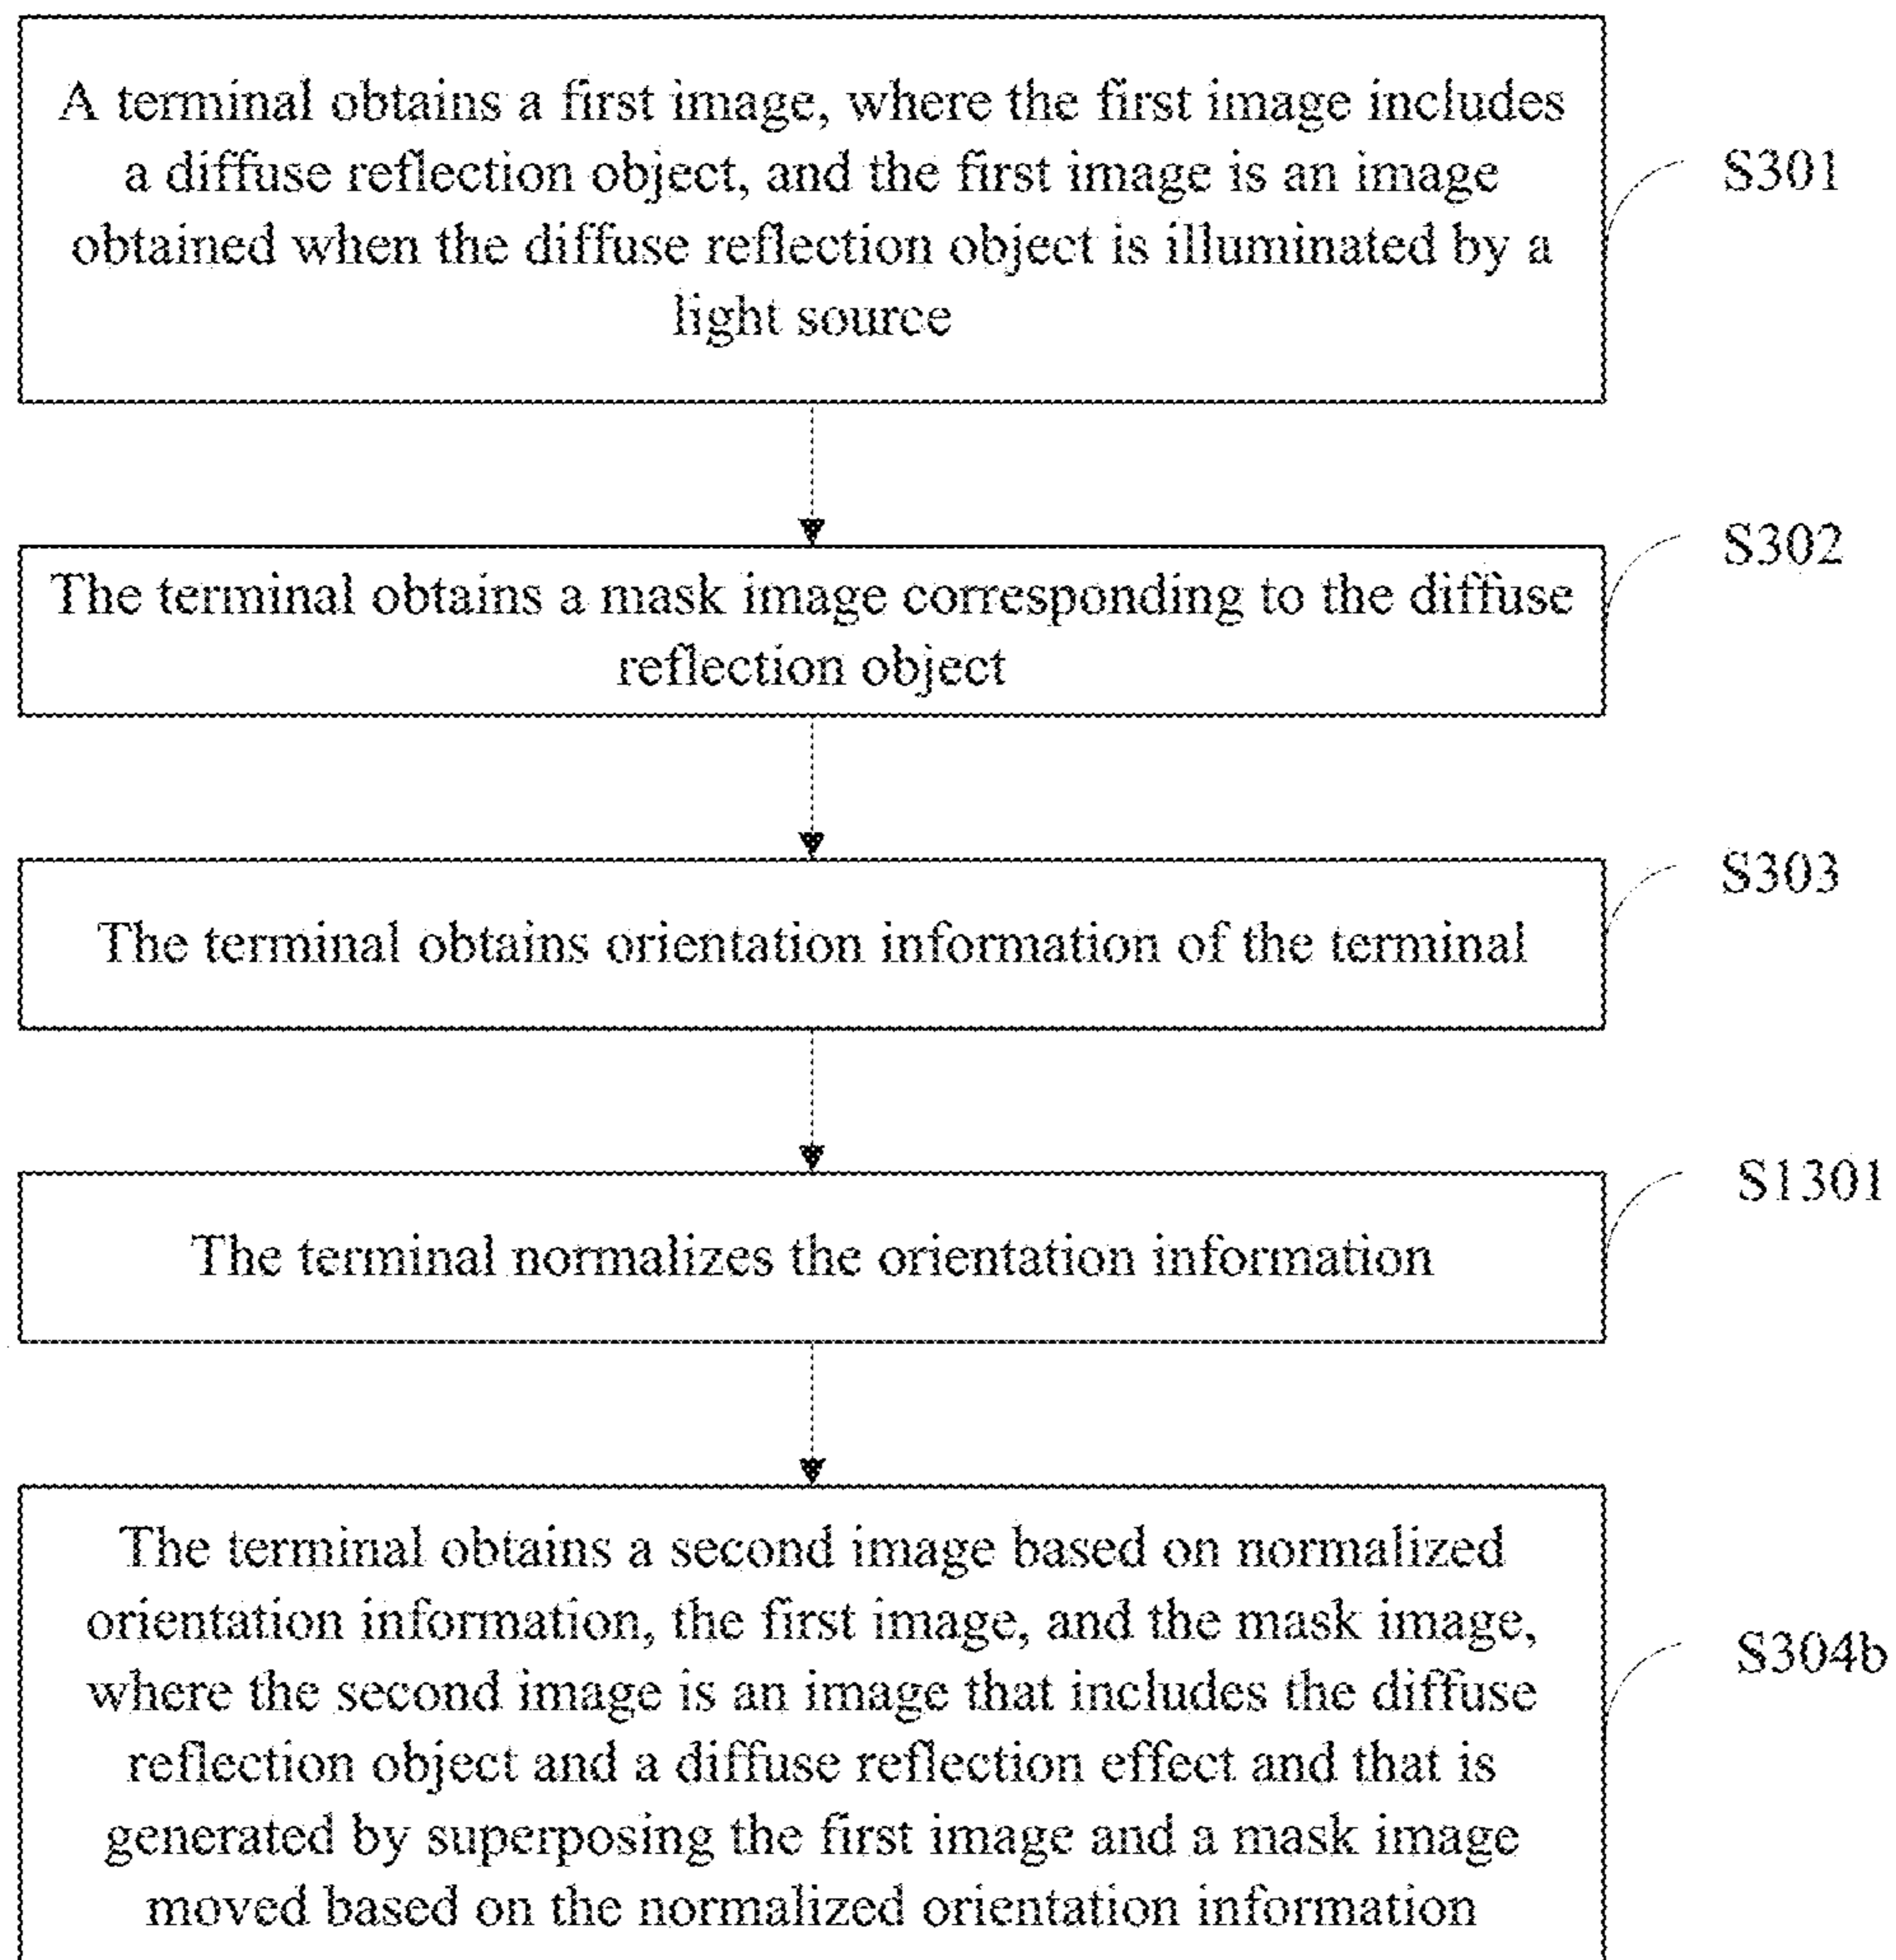 A terminal obtains a first image, where the first image includes
a diffuse reflection object, and the first image is an image
obtained when the diffuse reflection object is illuminated by a
light source
S301
The terminal obtains a mask image corresponding to the diffuse
reflection object
S302
The terminal obtains orientation information of the terminal
S303
The terminal normalizes the orientation information
S1301
The terminal obtains a second image based on normalized
orientation information, the first image, and the mask image,
where the second image is an image that includes the diffuse
reflection object and a diffuse reflection effect and that is
generated by superposing the first image and a mask image
moved based on the normalized orientation information
S304b